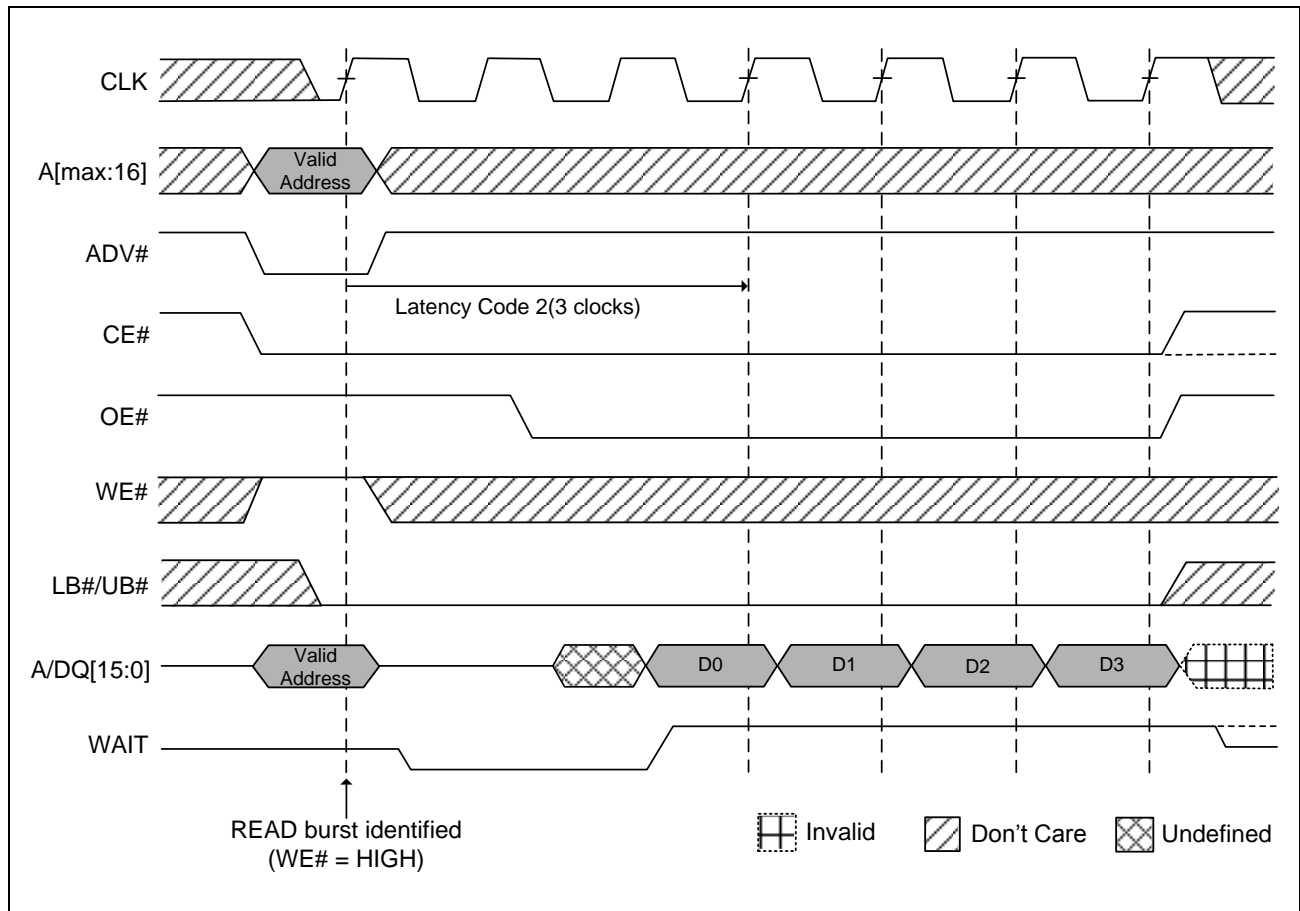 CLK
A[max:16]
Valid
Address
ADV#
Latency Code 2(3 clocks)
CE#
OE#
WE#
LB#/UB#
A/DQ[15:0]
Valid
Address
D0
D1
D2
D3
WAIT
READ burst identified
(WE# = HIGH)
Invalid
Don't Care
Undefined